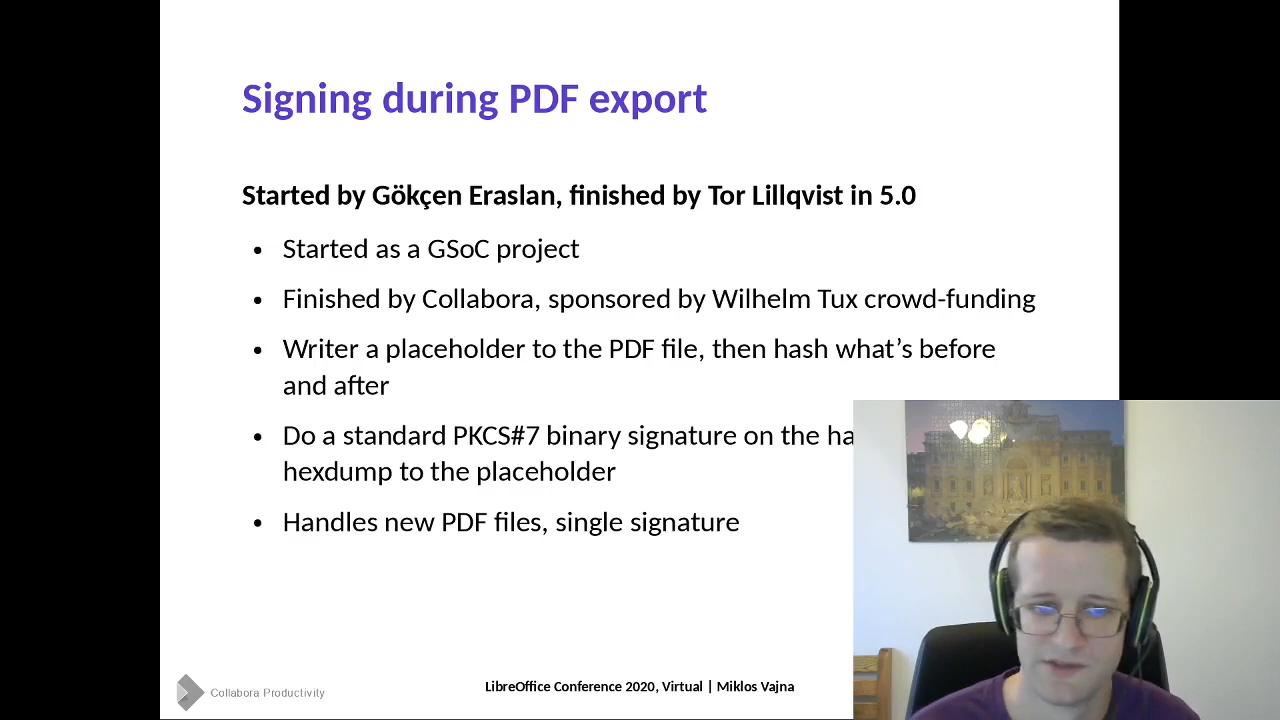 Signing during PDF export
Started by Gökçen Eraslan, finished by Tor Lillqvist in 5.0
• Started as a GSoC project
• Finished by Collabora, sponsored by Wilhelm Tux crowd-funding
• Writer a placeholder to the PDF file, then hash what’s before
and after
• Do a standard PKCS#7 binary signature on the
hexdump to the placeholder
• Handles new PDF files, single signature
Collabora Productivity
LibreOffice Conference 2020, Virtual | Miklos Vajna